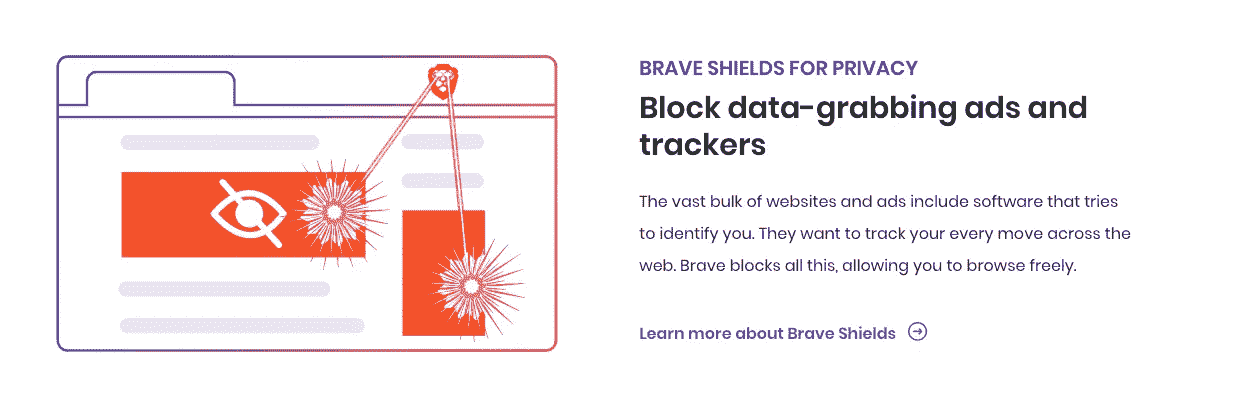 BRAVE SHIELDS FOR PRIVACY
Block data-grabbing ads and
trackers
The vast bulk of websites and ads include software that tries
to identify you. They want to track your every move across the
web. Brave blocks all this, allowing you to browse freely.
Learn more about Brave Shields